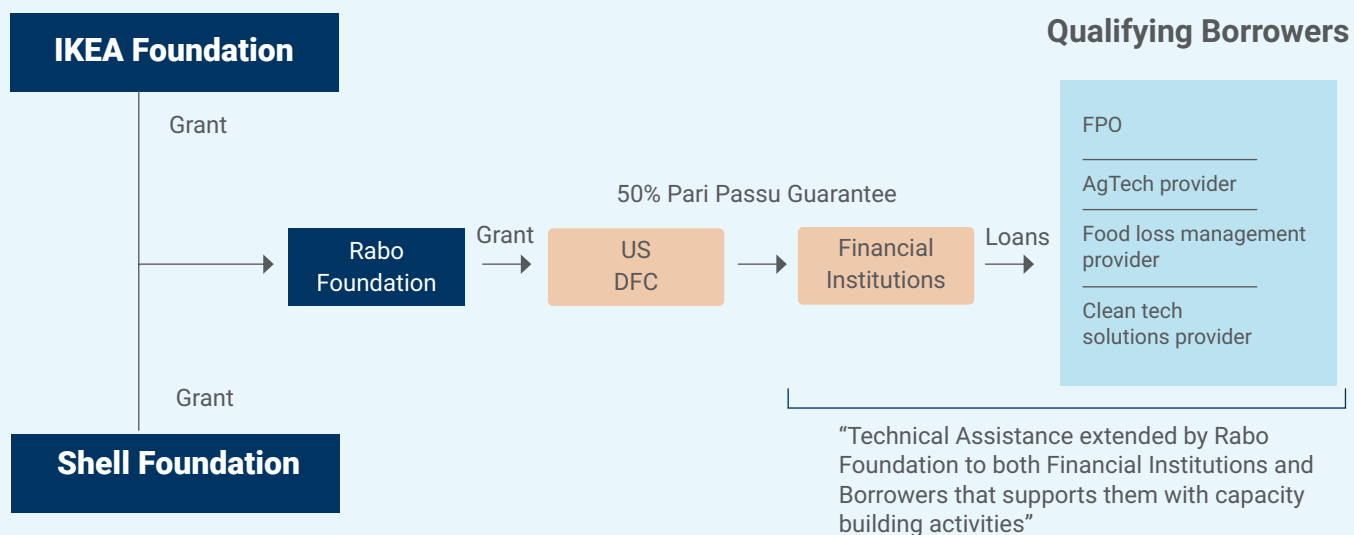 IKEA Foundation
Qualifying Borrowers
Grant
FPO
AgTech provider
50% Pari Passu Guarantee
Rabo
Foundation
Grant
US
DFC
Financial
Institutions
Loans
Food loss management
provider
Clean tech
solutions provider
Grant
Shell Foundation
“Technical Assistance extended by Rabo
Foundation to both Financial Institutions and
Borrowers that supports them with capacity
building activities”